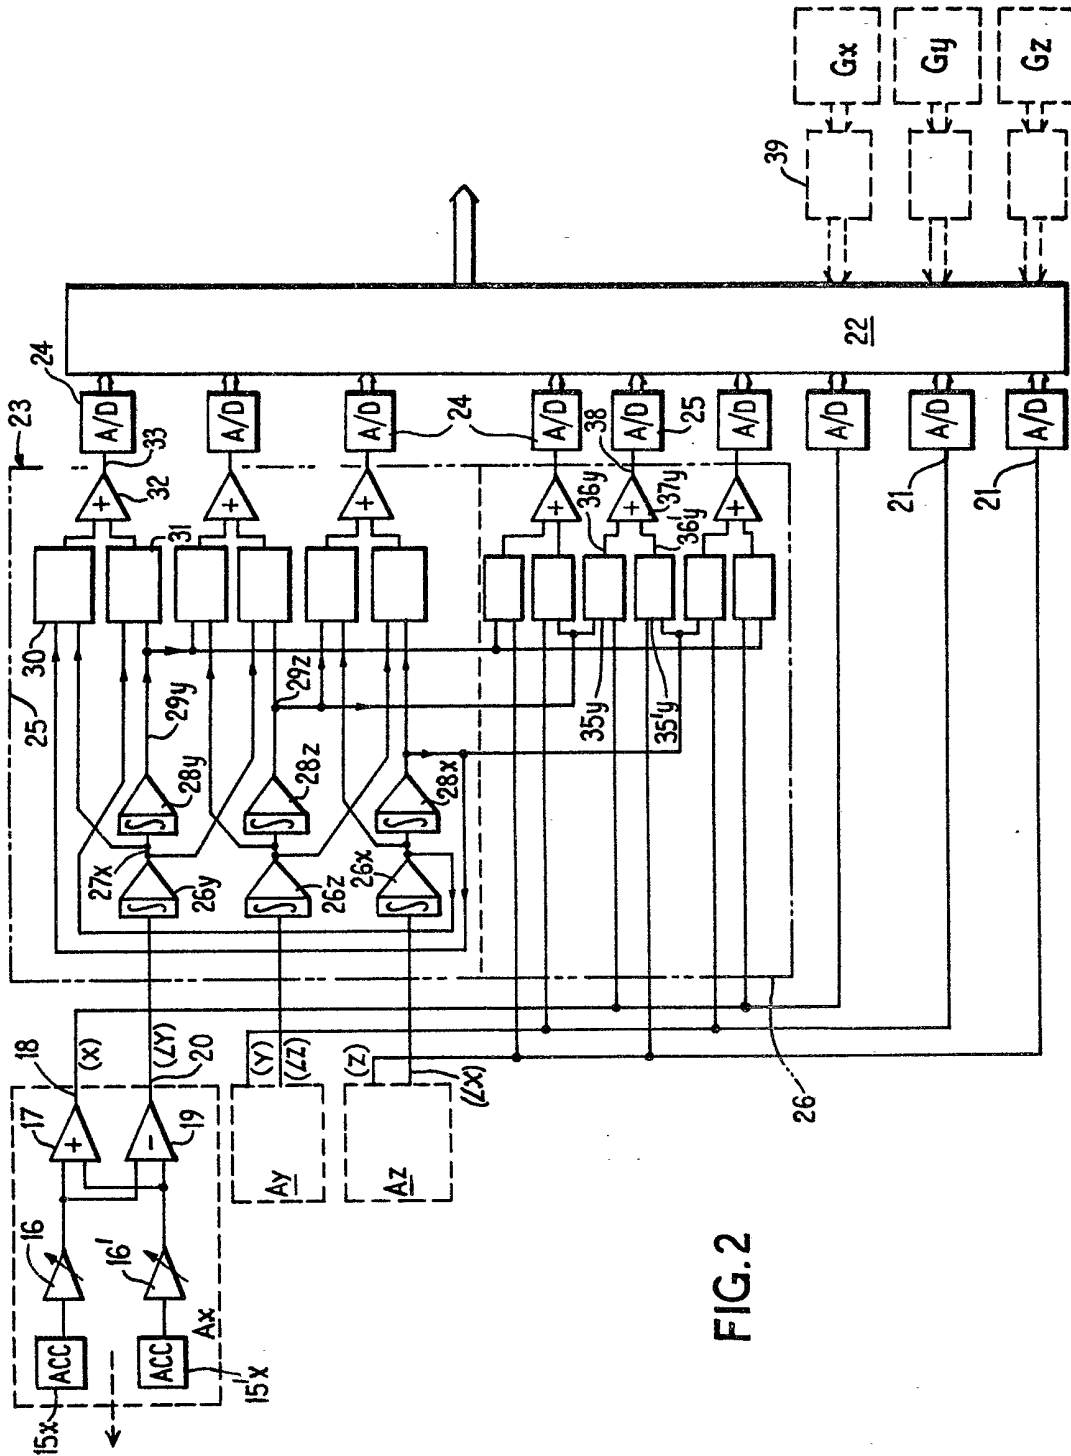 Gx
Gy
Gz
39
22
24
23
A/D
A/D
A/D
A/D
A/D
A/D
A/D
A/D
A/D
24
25
21
21
33
32
+
+
+
+
+
+
38
37y
36y
36'y
31
30
25
35y
35'y
29y
29z
28y
28z
28x
∫
∫
∫
∫
∫
∫
27x
26y
26z
26x
26
18
(x)
(∠Y)
20
(Y)
(∠Z)
(z)
(∠X)
17
+
-
19
16
16'
Ax
Ay
Az
ACC
ACC
15x
15'x
FIG.2